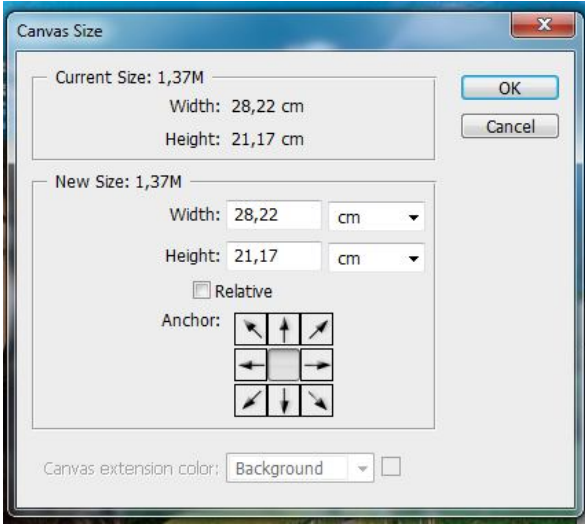 Canvas Size
Current Size: 1,37M
Width: 28,22 cm
Height: 21,17 cm
OK
Cancel
New Size: 1,37M
Width: 28,22 cm
Height: 21,17 cm
Relative
Anchor:
Canvas extension color: Background